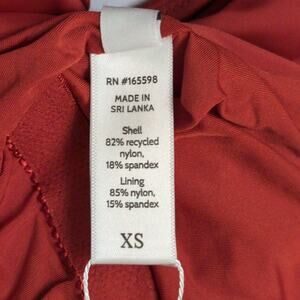 RN #165598
MADE IN
SRI LANKA
Shell
82% recycled
nylon,
18% spandex
Lining
85% nylon,
15% spandex
XS